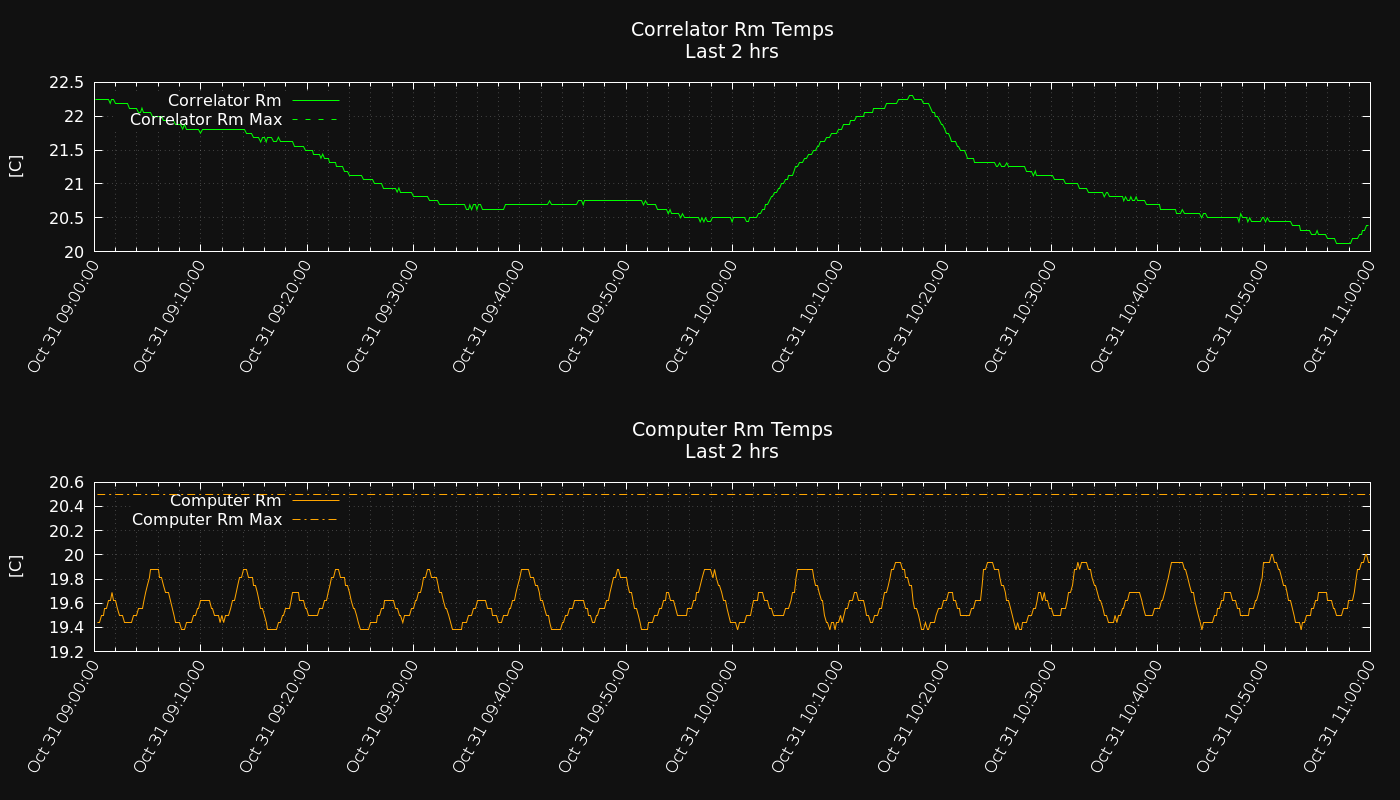 Correlator Rm Temps
Last 2 hrs
22.5
22
21.5
21
20.5
20
[C]
Correlator Rm
Correlator Rm Max
Oct 31 09:00:00
Oct 31 09:10:00
Oct 31 09:20:00
Oct 31 09:30:00
Oct 31 09:40:00
Oct 31 09:50:00
Oct 31 10:00:00
Oct 31 10:10:00
Oct 31 10:20:00
Oct 31 10:30:00
Oct 31 10:40:00
Oct 31 10:50:00
Oct 31 11:00:00
Computer Rm Temps
Last 2 hrs
20.6
20.4
20.2
20
19.8
19.6
19.4
19.2
[C]
Computer Rm
Computer Rm Max
Oct 31 09:00:00
Oct 31 09:10:00
Oct 31 09:20:00
Oct 31 09:30:00
Oct 31 09:40:00
Oct 31 09:50:00
Oct 31 10:00:00
Oct 31 10:10:00
Oct 31 10:20:00
Oct 31 10:30:00
Oct 31 10:40:00
Oct 31 10:50:00
Oct 31 11:00:00